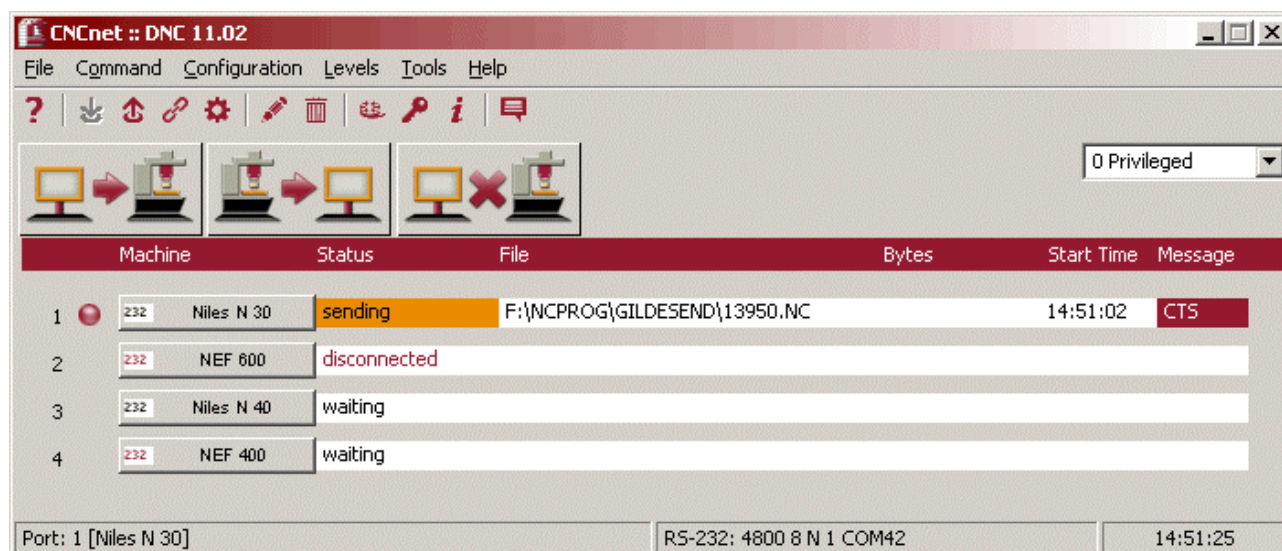 CNCnet :: DNC 11.02
File Command Configuration Levels Tools Help
?
i
0 Privileged
Machine Status File Bytes Start Time Message
1 232 Niles N 30 sending F:\NCPROG\GILDESEND\13950.NC 14:51:02 CTS
2 232 NEF 600 disconnected
3 232 Niles N 40 waiting
4 232 NEF 400 waiting
Port: 1 [Niles N 30] RS-232: 4800 8 N 1 COM42 14:51:25